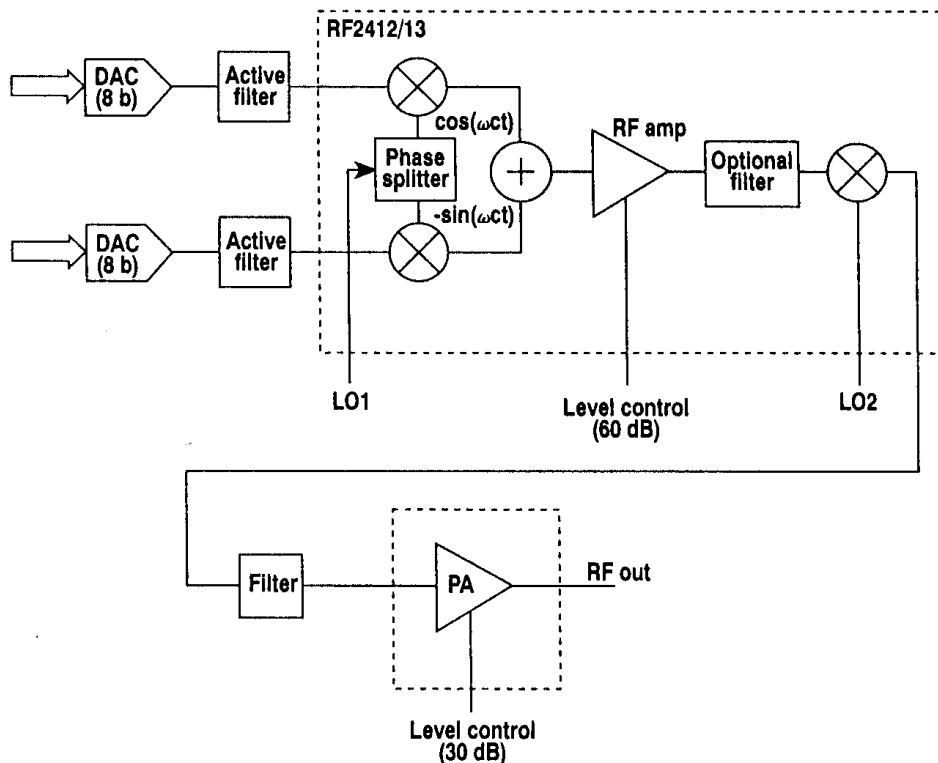 RF2412/13
DAC
(8 b)
Active
filter
cos(ωct)
RF amp
Phase
splitter
+
Optional
filter
-sin(ωct)
DAC
(8 b)
Active
filter
LO1
Level control
(60 dB)
LO2
Filter
PA
RF out
Level control
(30 dB)